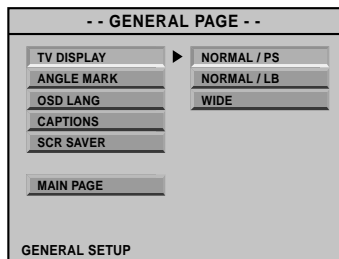 - - GENERAL PAGE - -
TV DISPLAY
ANGLE MARK
OSD LANG
CAPTIONS
SCR SAVER
MAIN PAGE
NORMAL / PS
NORMAL / LB
WIDE
GENERAL SETUP